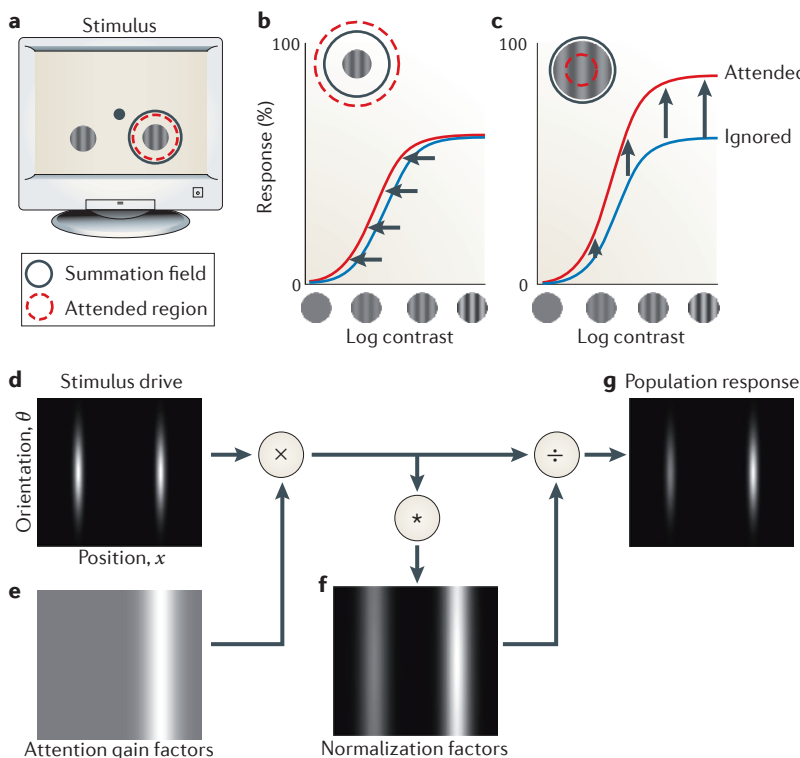 a
Stimulus
Summation field
Attended region
b
100
Response (%)
0
Log contrast
c
100
Attended
Ignored
0
Log contrast
d
Stimulus drive
Orientation, θ
Position, x
×
÷
*
g
Population response
e
Attention gain factors
f
Normalization factors